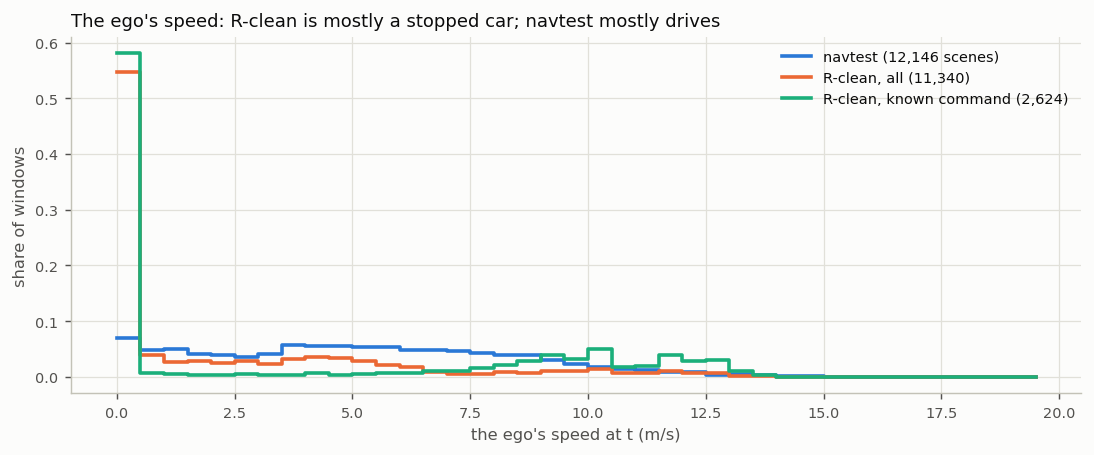 The ego's speed: R-clean is mostly a stopped car; navtest mostly drives
navtest (12,146 scenes)
R-clean, all (11,340)
R-clean, known command (2,624)
share of windows
0.6
0.5
0.4
0.3
0.2
0.1
0.0
0.0 2.5 5.0 7.5 10.0 12.5 15.0 17.5 20.0
the ego's speed at t (m/s)